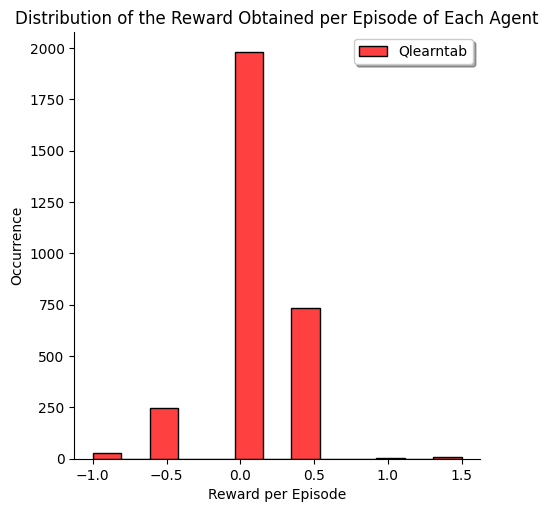 Distribution of the Reward Obtained per Episode of Each Agent
Qlearntab
2000
1750
1500
1250
1000
750
500
250
0
Occurrence
−1.0 −0.5 0.0 0.5 1.0 1.5
Reward per Episode